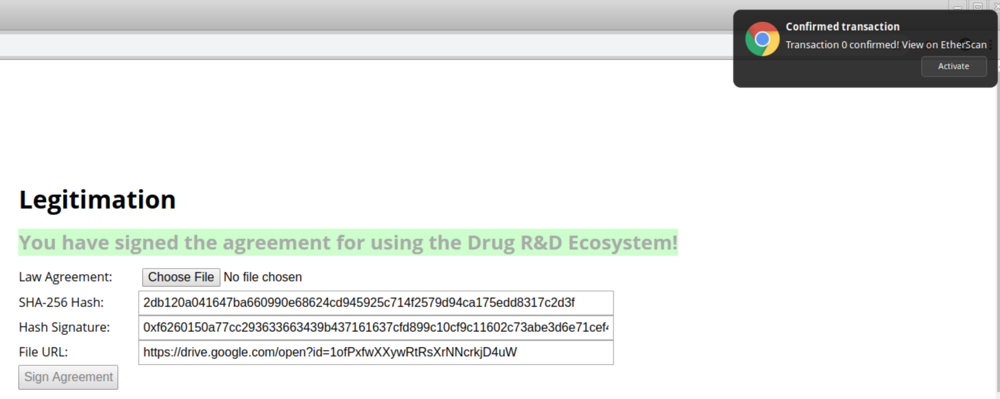 Confirmed transaction
Transaction 0 confirmed! View on EtherScan
Activate
Legitimation
You have signed the agreement for using the Drug R&D Ecosystem!
Law Agreement: Choose File No file chosen
SHA-256 Hash: 2db120a041647ba660990e68624cd945925c714f2579d94ca175edd8317c2d3f
Hash Signature: 0xf6260150a77cc293633663439b437161637cfd899c10cf9c11602c73abe3d6e71cef4
File URL: https://drive.google.com/open?id=1ofPxfwXXywRtRsXrNNcrkjD4uW
Sign Agreement